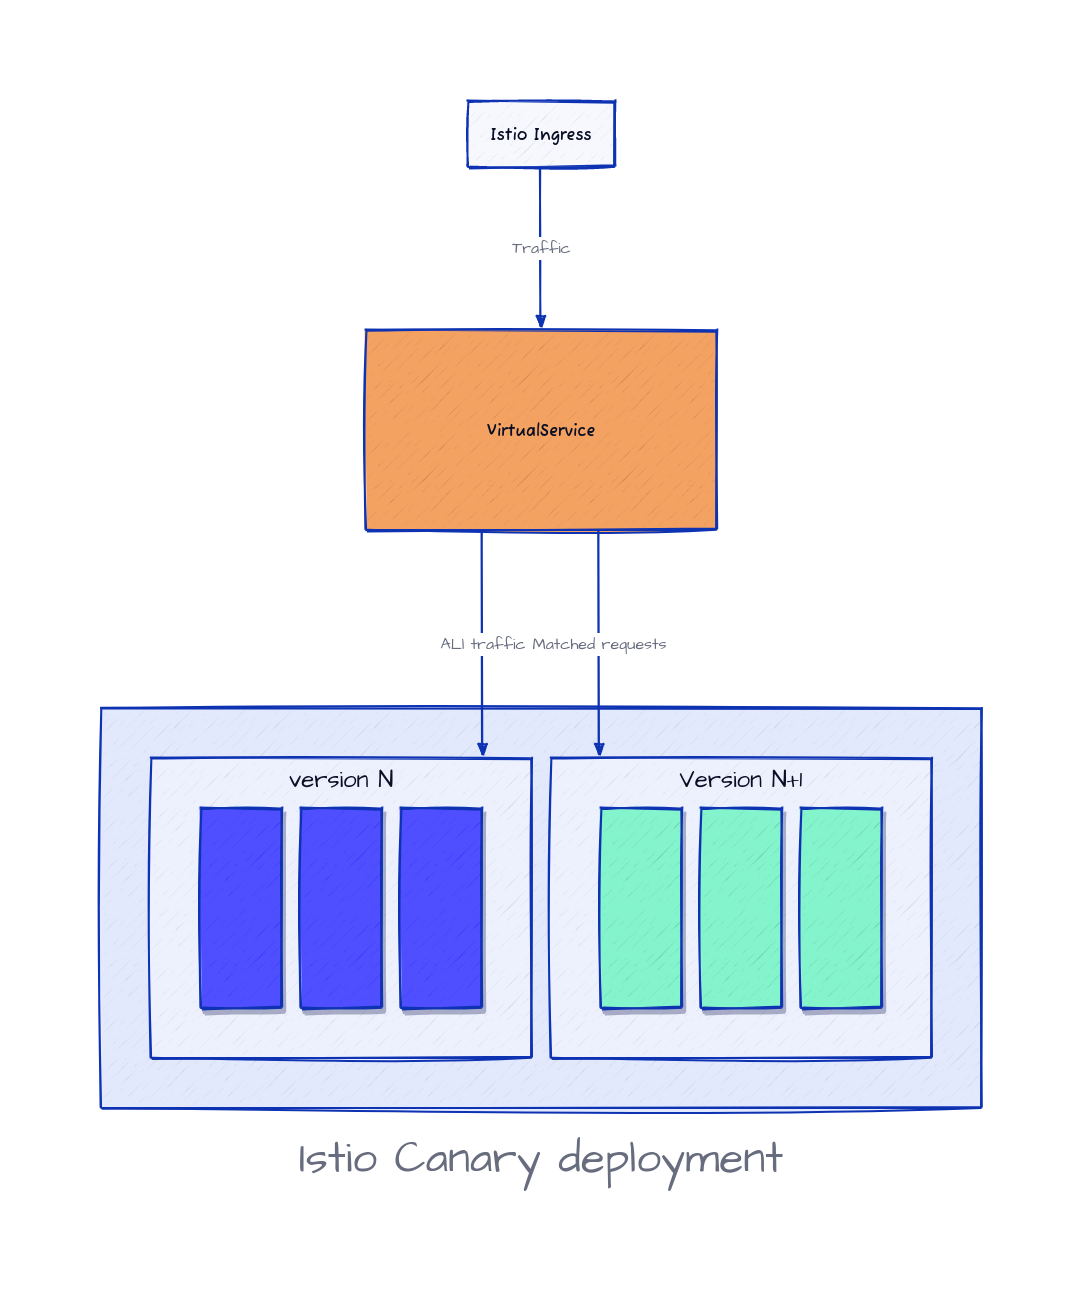 Istio Ingress
Traffic
VirtualService
ALl traffic Matched requests
version N
Version N+1
Istio Canary deployment